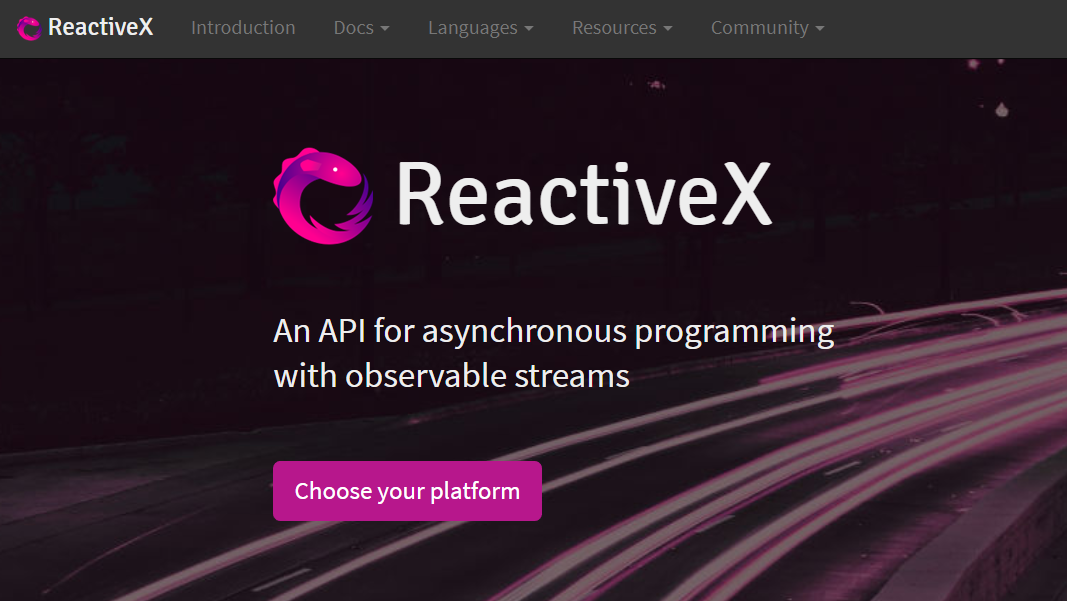 ReactiveX Introduction Docs Languages Resources Community
ReactiveX
An API for asynchronous programming
with observable streams
Choose your platform